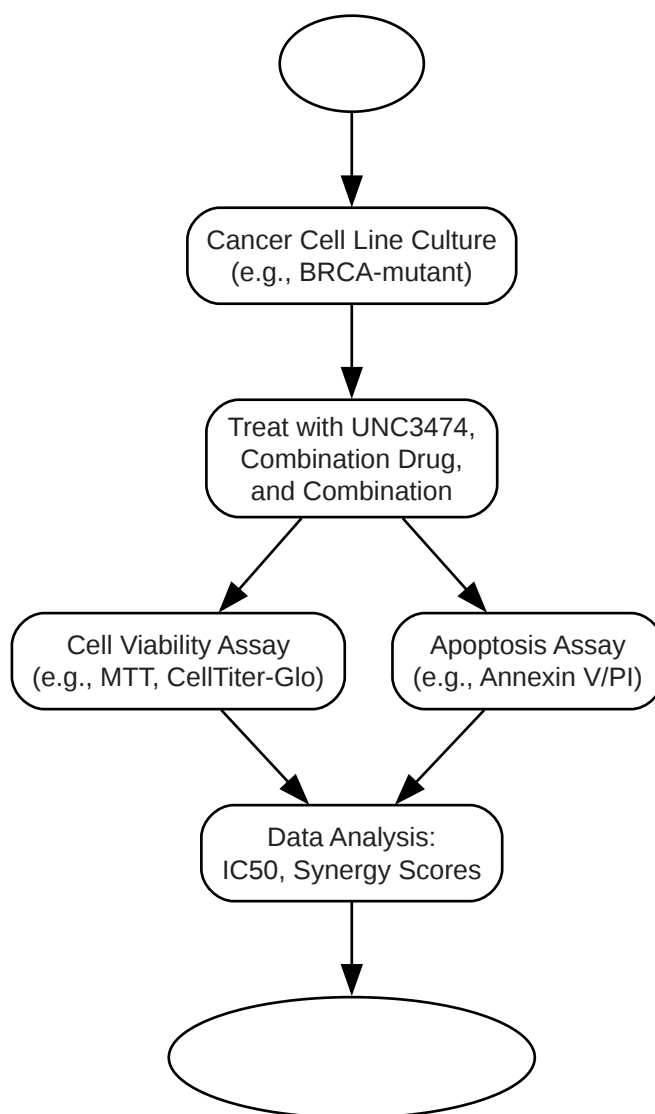 Cancer Cell Line Culture
(e.g., BRCA-mutant)
Treat with UNC3474,
Combination Drug,
and Combination
Cell Viability Assay
(e.g., MTT, CellTiter-Glo)
Apoptosis Assay
(e.g., Annexin V/PI)
Data Analysis:
IC50, Synergy Scores